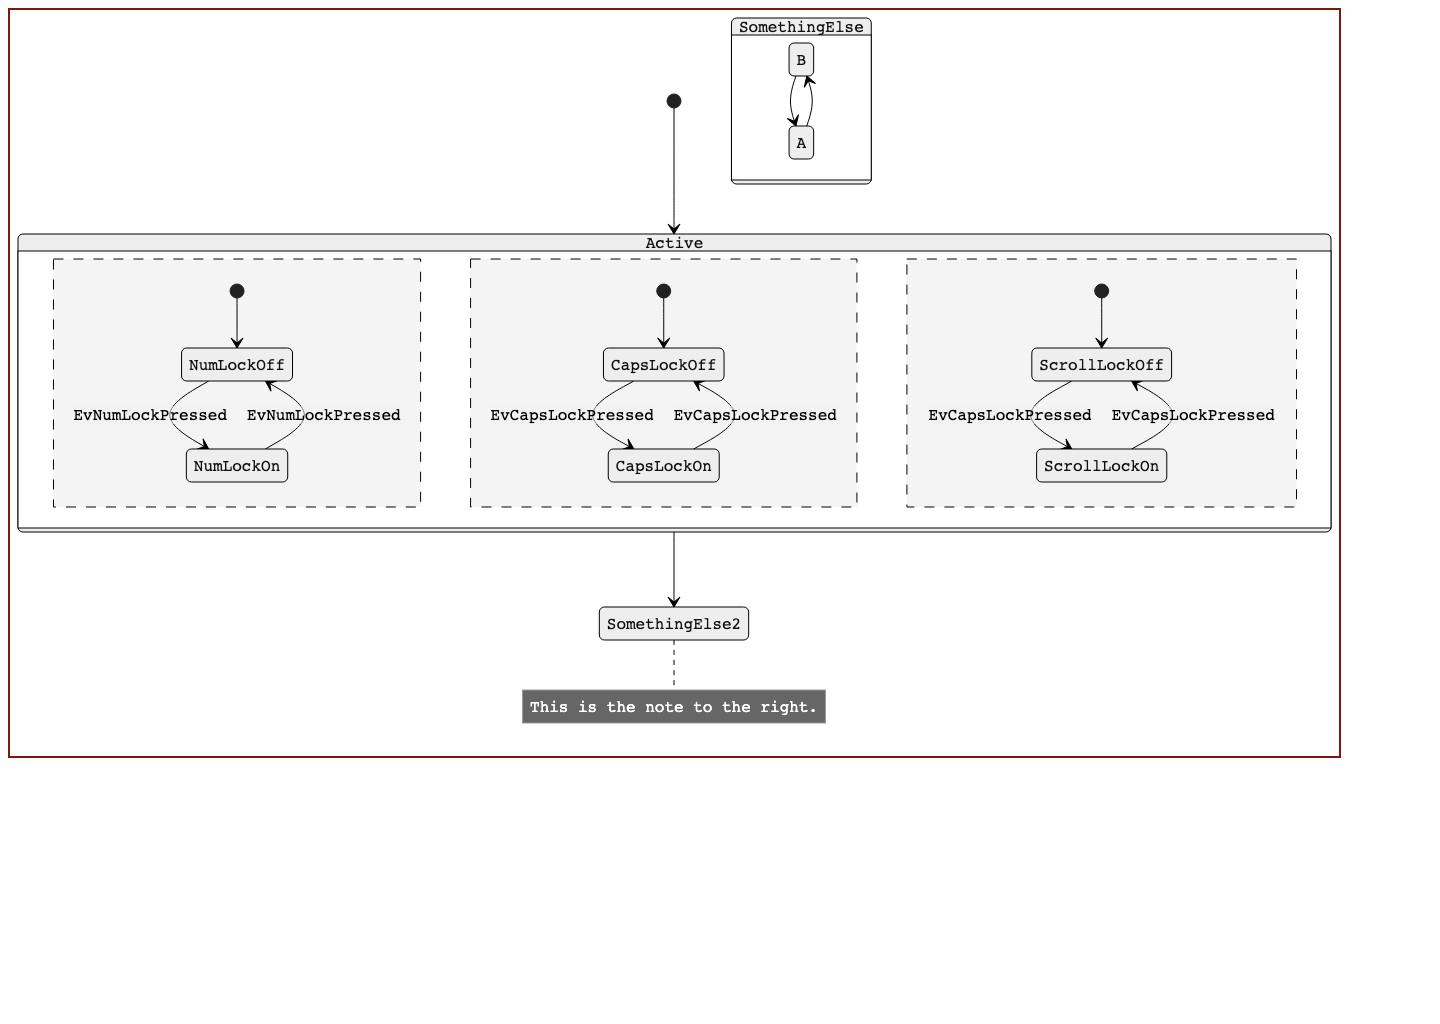 SomethingElse
B
A
Active
NumLockOff
EvNumLockPressed
EvNumLockPressed
NumLockOn
CapsLockOff
EvCapsLockPressed
EvCapsLockPressed
CapsLockOn
ScrollLockOff
EvCapsLockPressed
EvCapsLockPressed
ScrollLockOn
SomethingElse2
This is the note to the right.